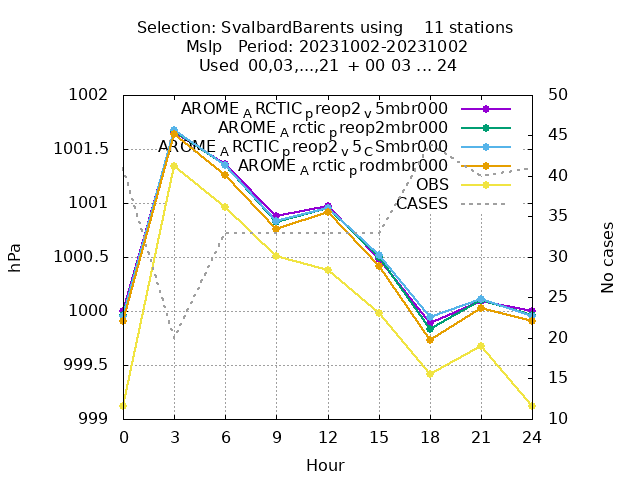 Selection: SvalbardBarents using 11 stations
Mslp Period: 20231002-20231002
Used 00,03,...,21 + 00 03 ... 24
1002
1001.5
1001
1000.5
1000
999.5
999
hPa
AROME_ARCTIC_preop2_v5mbr000
AROME_Arctic_preop2mbr000
AROME_ARCTIC_preop2_v5_CSmbr000
AROME_Arctic_prodmbr000
OBS
CASES
50
45
40
35
30
25
20
15
10
No cases
0 3 6 9 12 15 18 21 24
Hour